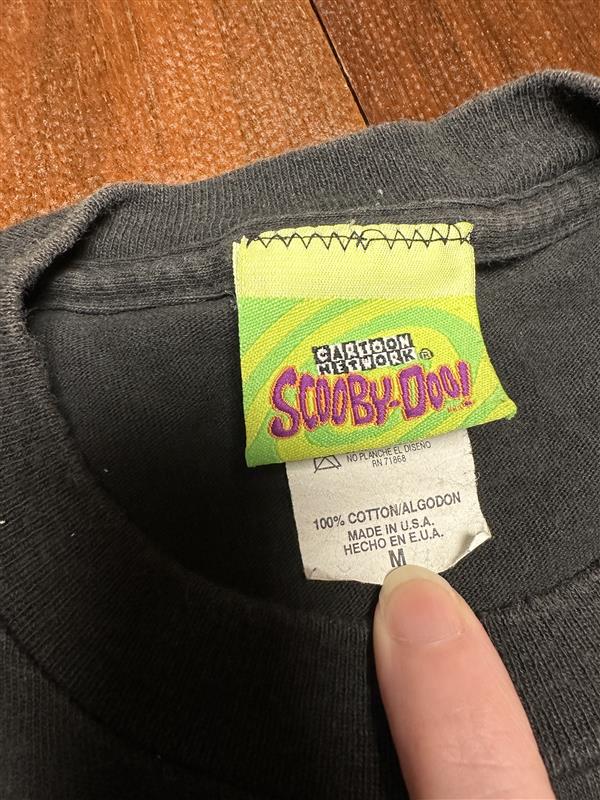 CARTOON
NETWORK ®
SCOOBY-DOO!
NO PLANCHE EL DISEÑO
RN 71868
100% COTTON/ALGODON
MADE IN U.S.A.
HECHO EN E.U.A.
M